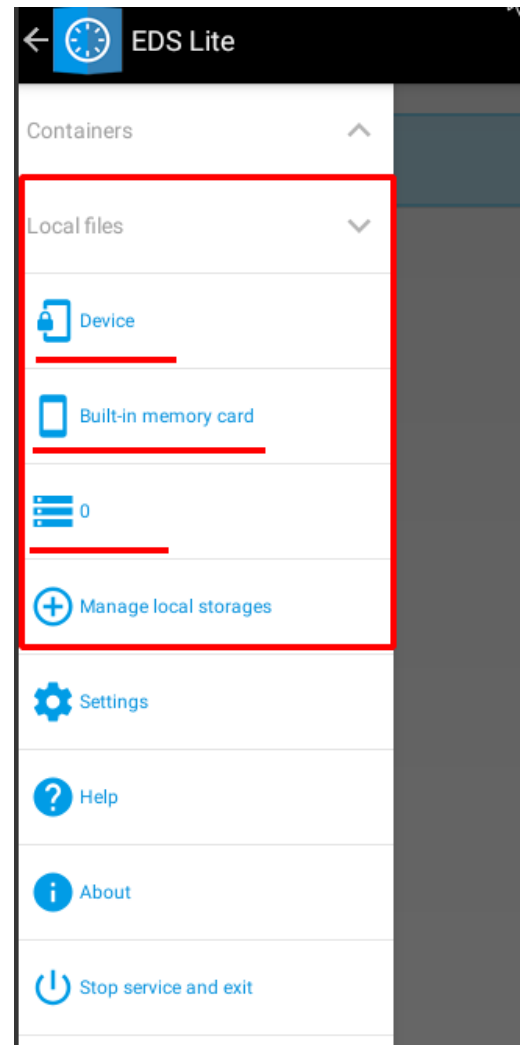 EDS Lite
Containers
Local files
Device
Built-in memory card
0
Manage local storages
Settings
Help
About
Stop service and exit